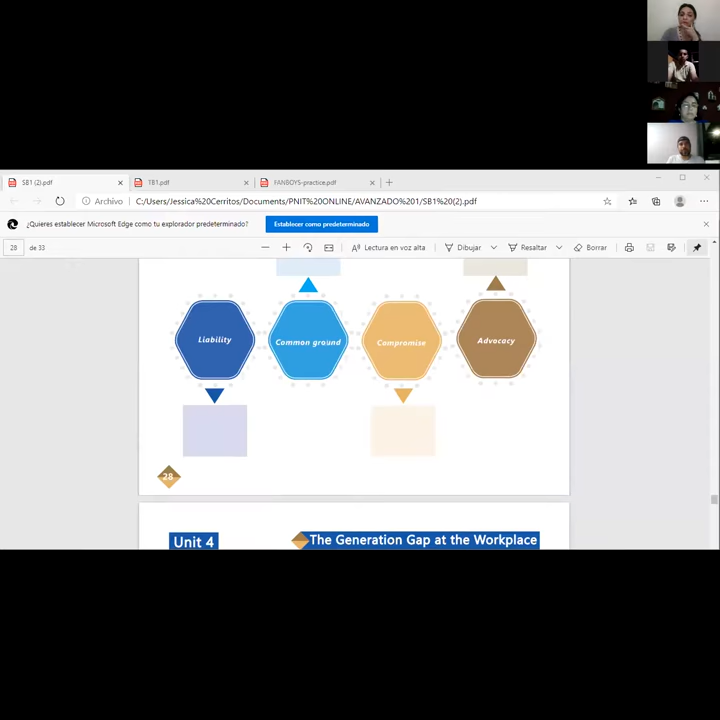 SB1 (2).pdf
TB1.pdf
FANBOYS-practice.pdf
Archivo
C:/Users/Jessica%20Cerritos/Documents/PNIT%20ONLINE/AVANZADO%201/SB1%20(2).pdf
¿Quieres establecer Microsoft Edge como tu explorador predeterminado?
Establecer como predeterminado
28
de 33
Lectura en voz alta
Dibujar
Resaltar
Borrar
Liability
Common ground
Compromise
Advocacy
28
Unit 4
The Generation Gap at the Workplace